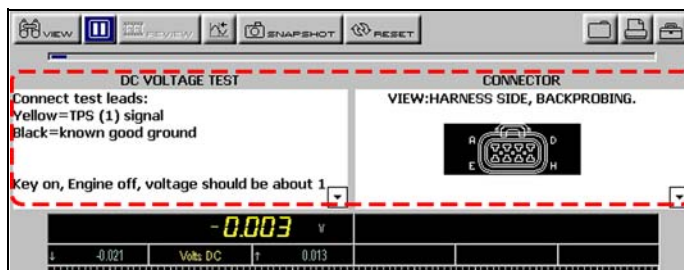 VIEW
REVIEW
SNAPSHOT
RESET
DC VOLTAGE TEST
Connect test leads:
Yellow=TPS (1) signal
Black=known good ground
Key on, Engine off, voltage should be about 1
CONNECTOR
VIEW:HARNESS SIDE, BACKPROBING.
A
D
E
H
-0.003 V
↓ -0.021 Volts DC ↑ 0.013